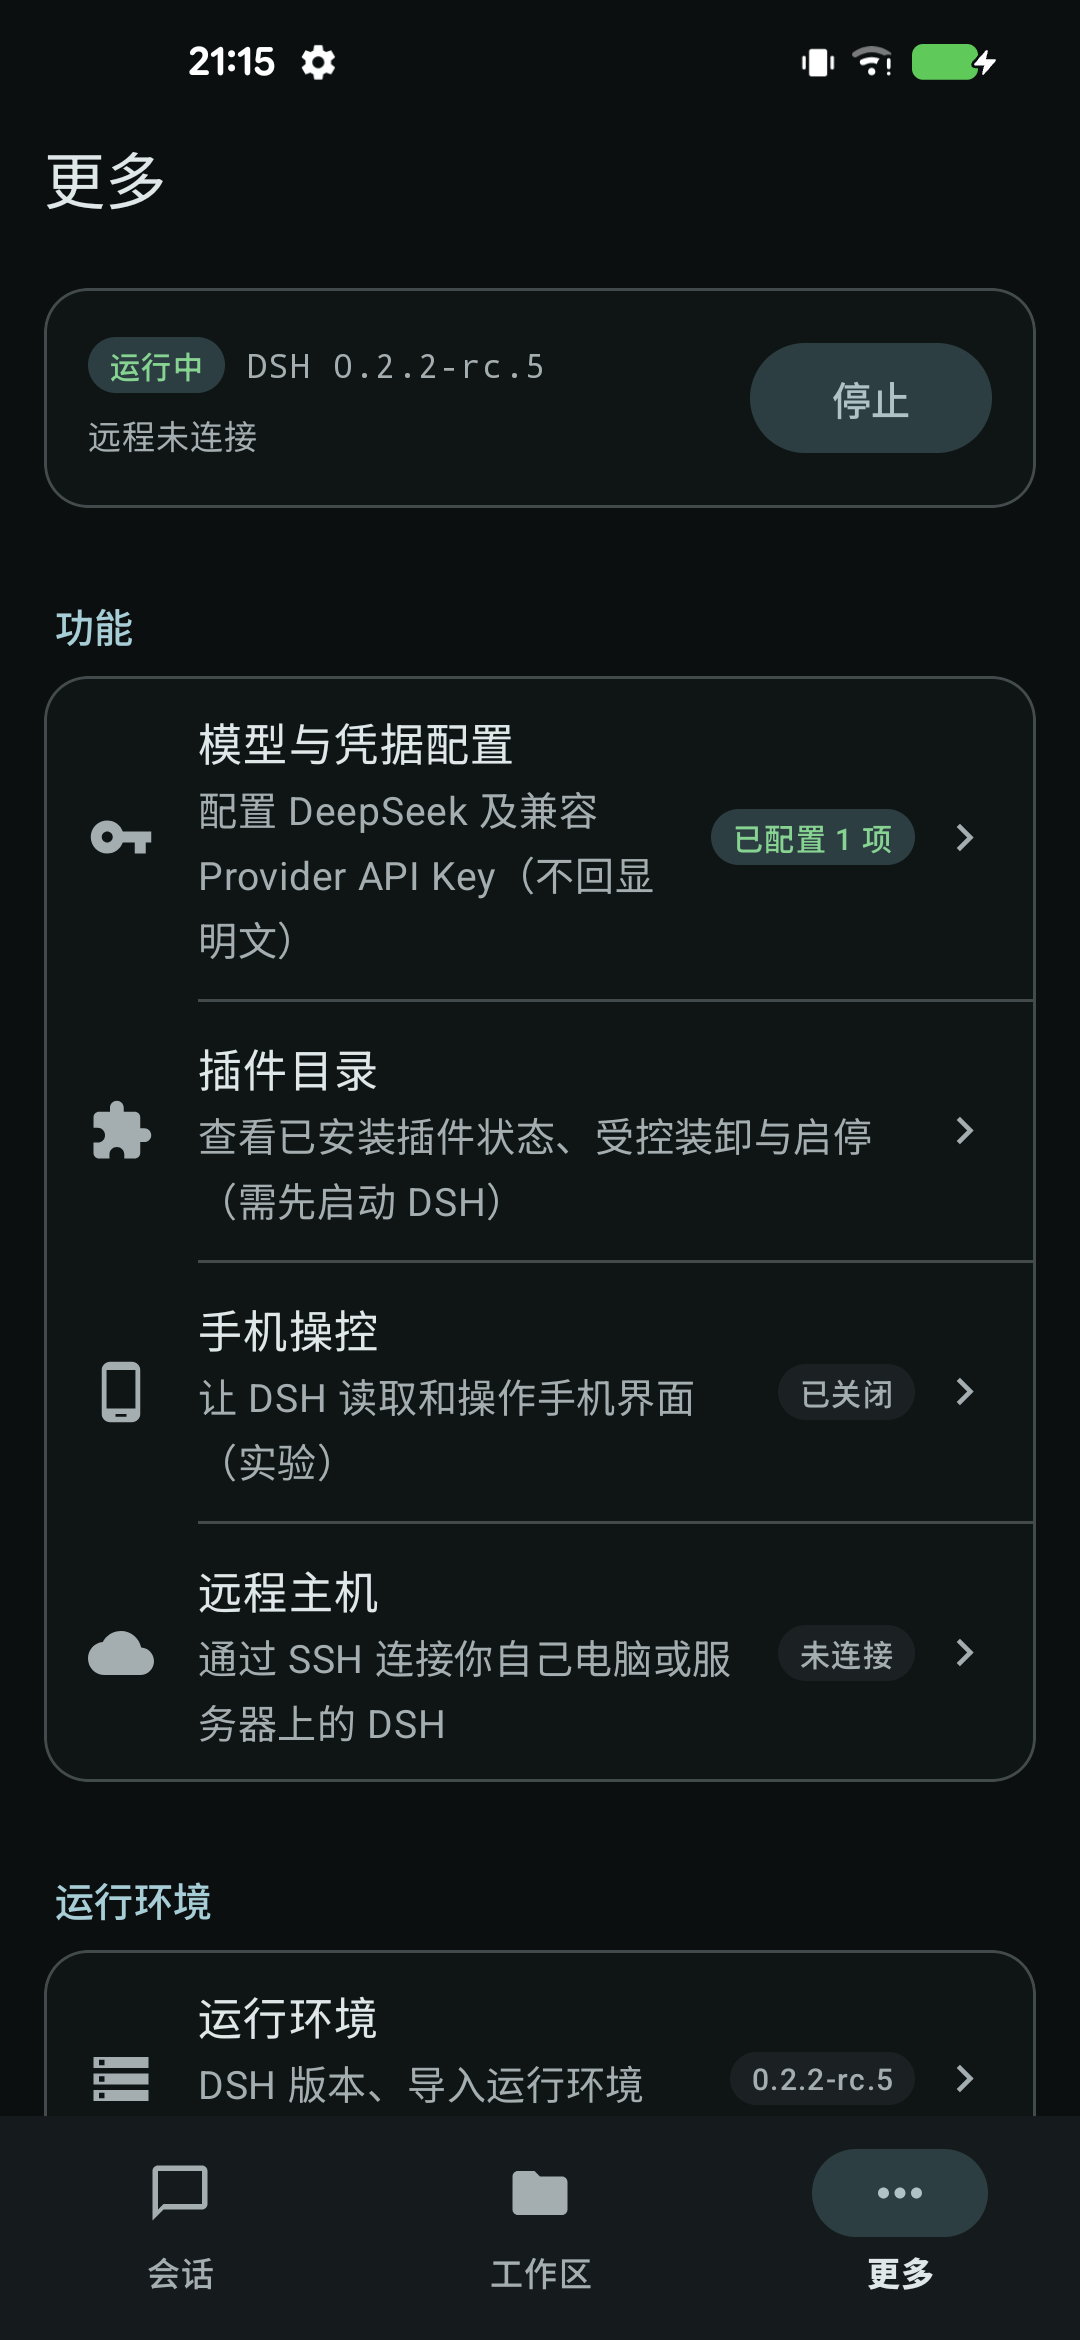 21:15
更多
运行中 DSH 0.2.2-rc.5
远程未连接
停止
功能
模型与凭据配置
配置 DeepSeek 及兼容
Provider API Key（不回显
明文）
已配置 1 项
插件目录
查看已安装插件状态、受控装卸与启停
（需先启动 DSH）
手机操控
让 DSH 读取和操作手机界面
（实验）
已关闭
远程主机
通过 SSH 连接你自己电脑或服
务器上的 DSH
未连接
运行环境
运行环境
DSH 版本、导入运行环境
0.2.2-rc.5
会话
工作区
更多